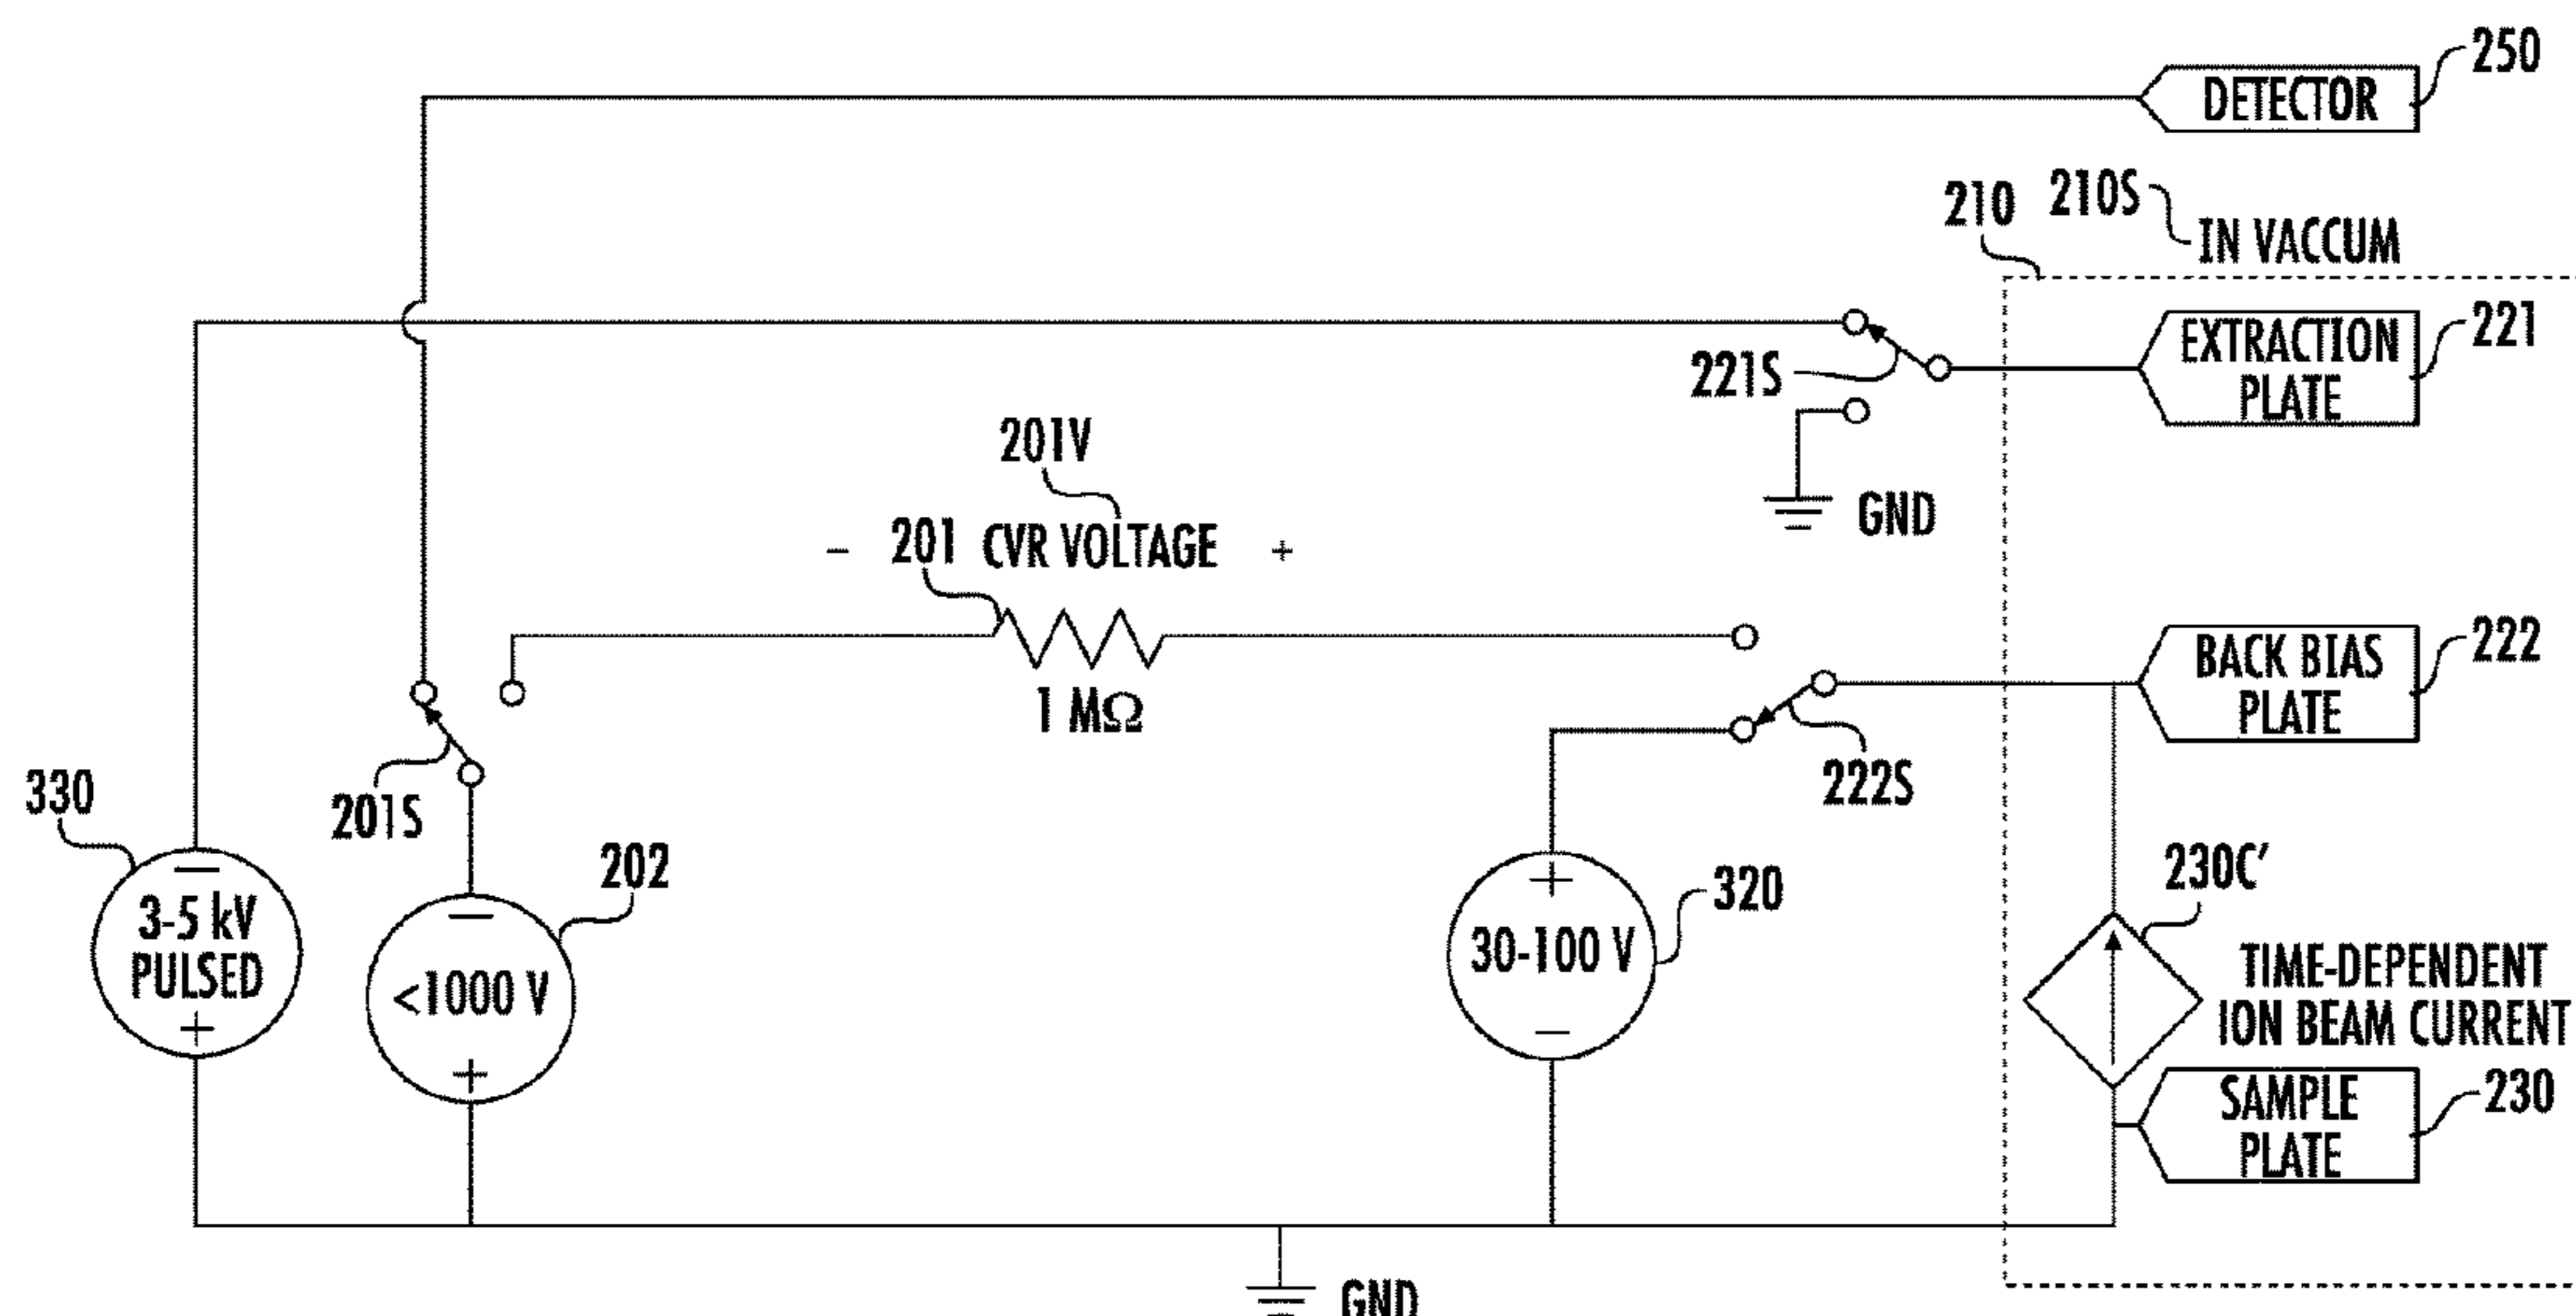 250
DETECTOR
210 210S
IN VACCUM
EXTRACTION
PLATE
221
221S
GND
201V
- 201 CVR VOLTAGE +
1 MΩ
BACK BIAS
PLATE
222
222S
330
201S
202
-
3-5 kV
PULSED
+
-
<1000 V
+
+
30-100 V
-
320
230C'
TIME-DEPENDENT
ION BEAM CURRENT
SAMPLE
PLATE
230
GND